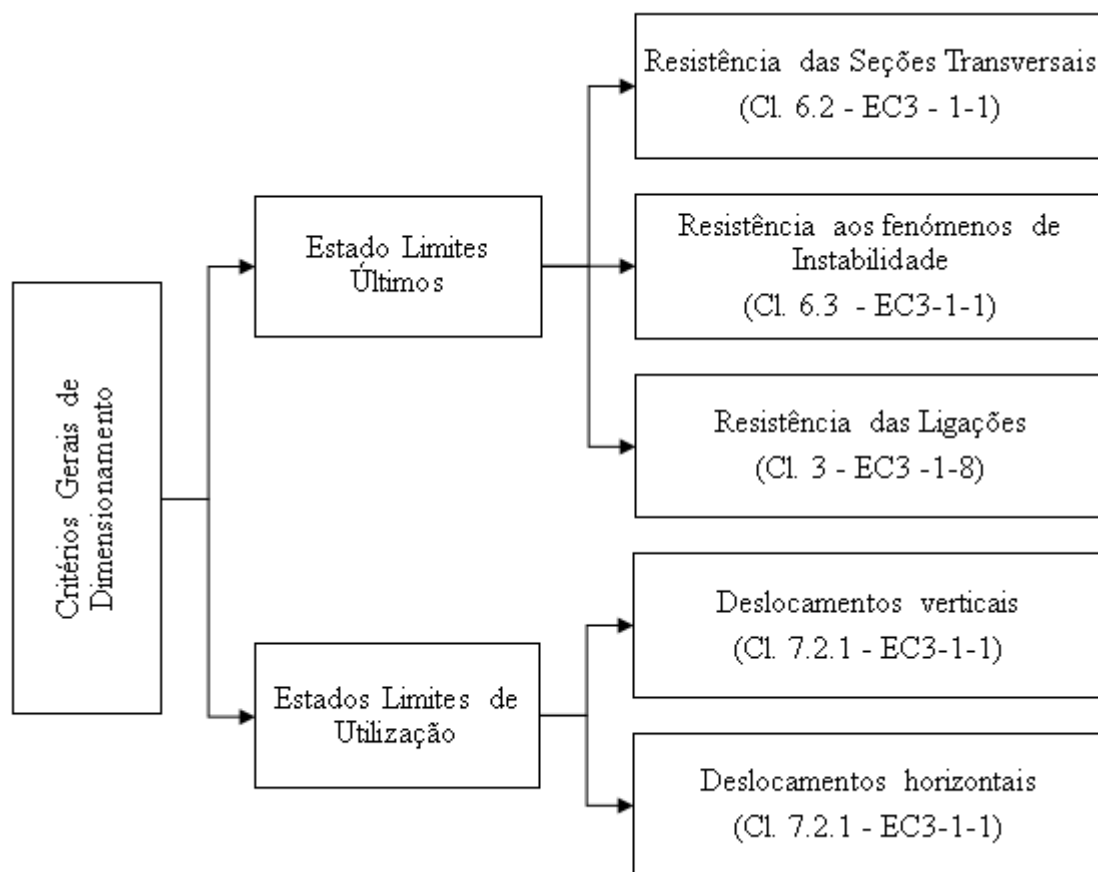 Critérios Gerais de
Dimensionamento
Estado Limites
Últimos
Resistência das Seções Transversais
(Cl. 6.2 - EC3 - 1-1)
Resistência aos fenómenos de
Instabilidade
(Cl. 6.3 - EC3-1-1)
Resistência das Ligações
(Cl. 3 - EC3 -1-8)
Estados Limites de
Utilização
Deslocamentos verticais
(Cl. 7.2.1 - EC3-1-1)
Deslocamentos horizontais
(Cl. 7.2.1 - EC3-1-1)